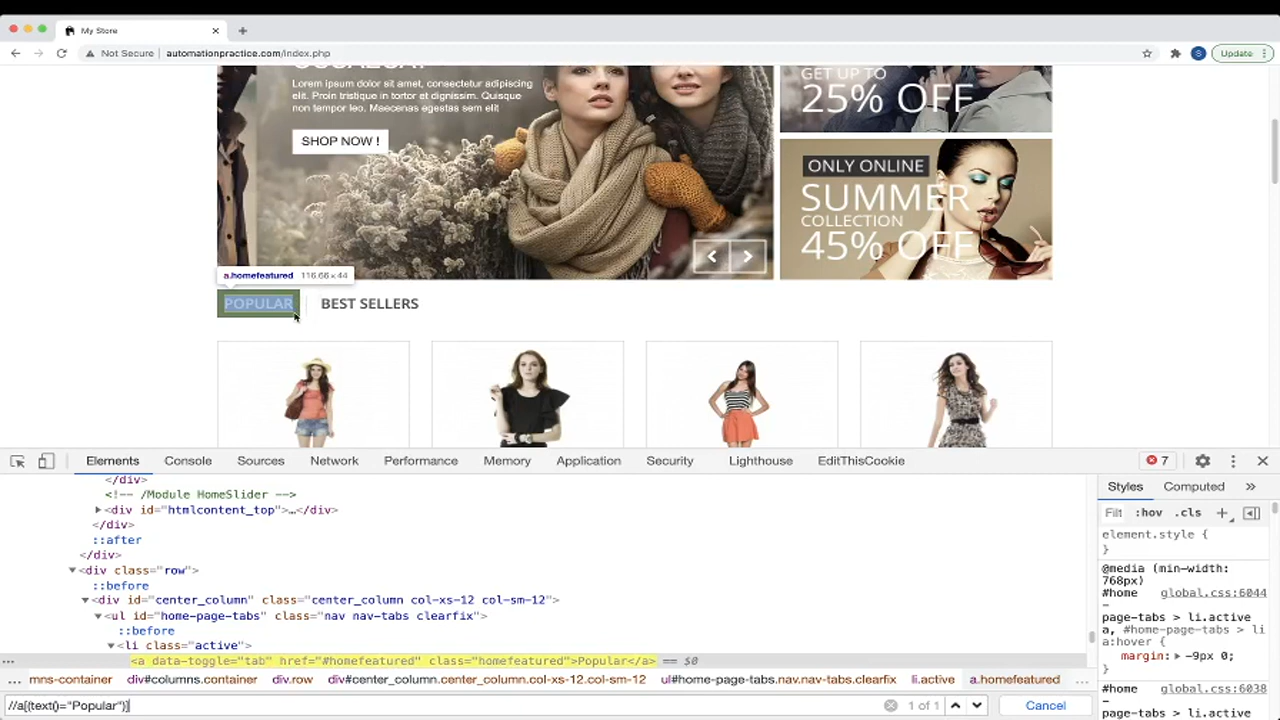 My Store
Not Secure | automationpractice.com/index.php
Update
Lorem ipsum dolor sit amet, consectetur adipiscing
elit. Proin tristique in tortor et dignissim. Quisque
non tempor leo. Maecenas egestas sem elit
SHOP NOW !
GET UP TO
25% OFF
ONLY ONLINE
SUMMER
COLLECTION
45% OFF
a.homefeatured 116.66 × 44
POPULAR
BEST SELLERS
Elements Console Sources Network Performance Memory Application Security Lighthouse EditThisCookie 7
</div>
<!-- /Module HomeSlider -->
<div id="htmlcontent_top">…</div>
</div>
::after
</div>
<div class="row">
::before
<div id="center_column" class="center_column col-xs-12 col-sm-12">
<ul id="home-page-tabs" class="nav nav-tabs clearfix">
::before
<li class="active">
<a data-toggle="tab" href="#homefeatured" class="homefeatured">Popular</a> == $0
... mns-container div#columns.container div.row div#center_column.center_column.col-xs-12.col-sm-12 ul#home-page-tabs.nav.nav-tabs.clearfix li.active a.homefeatured ...
//a[(text()="Popular")]
1 of 1
Cancel
Styles Computed »
Filt :hov .cls +
element.style {
}
@media (min-width:
768px)
#home global.css:6044
–
page-tabs > li.active
a, #home-page-tabs > li
a:hover {
margin: -9px 0;
}
#home global.css:6038
–
page-tabs > li.active